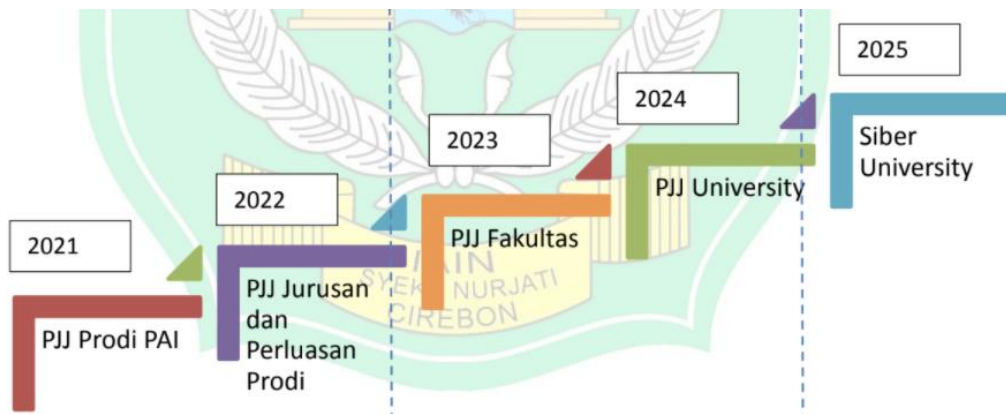 2021
PJJ Prodi PAI
2022
PJJ Jurusan
dan
Perluasan
Prodi
2023
PJJ Fakultas
2024
PJJ University
2025
Siber
University
IAIN
SYEKH NURJATI
CIREBON